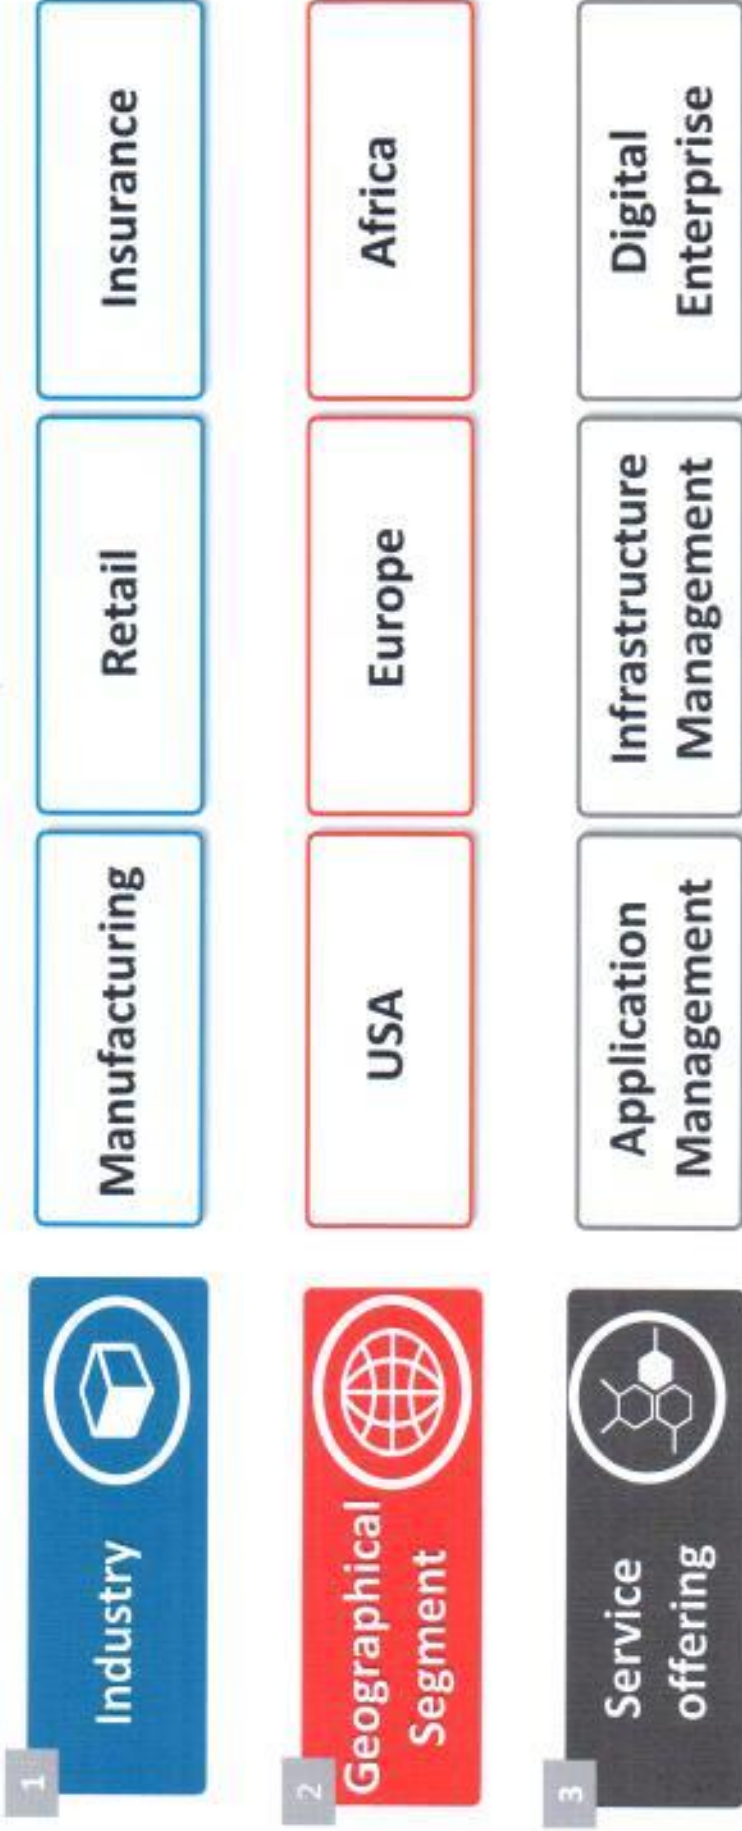 1
Industry
Manufacturing
Retail
Insurance
2
Geographical
Segment
USA
Europe
Africa
3
Service
offering
Application
Management
Infrastructure
Management
Digital
Enterprise